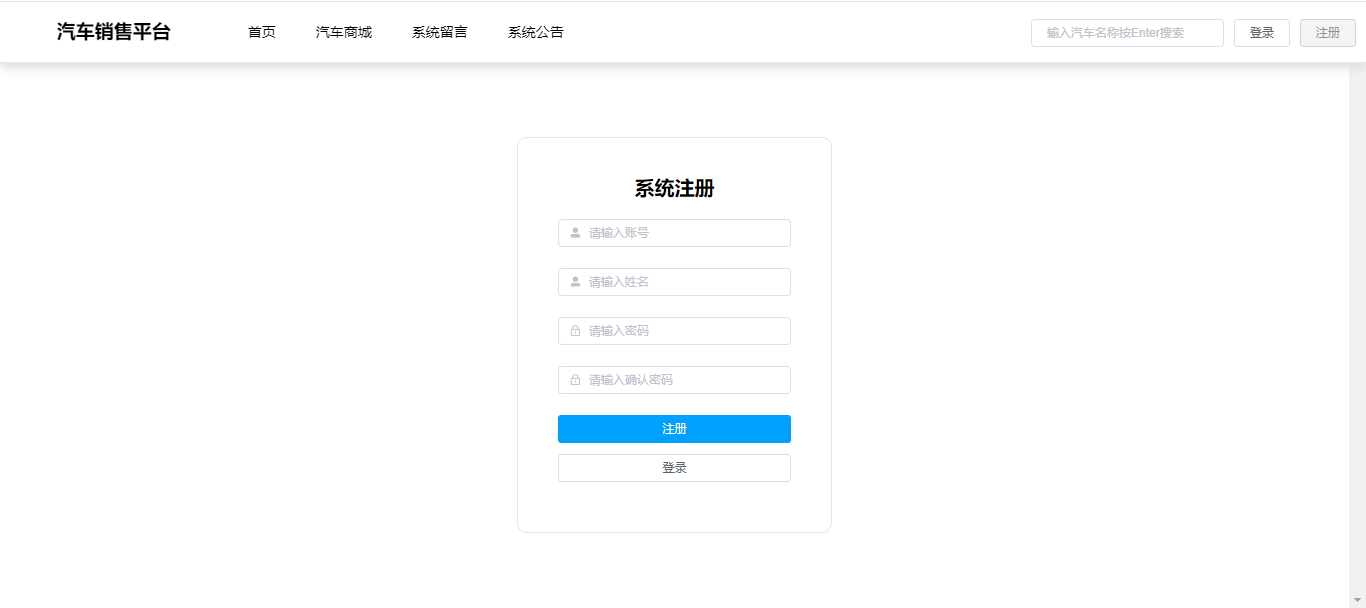 汽车销售平台 首页 汽车商城 系统留言 系统公告 输入汽车名称按Enter搜索 登录 注册
系统注册
请输入账号
请输入姓名
请输入密码
请输入确认密码
注册
登录